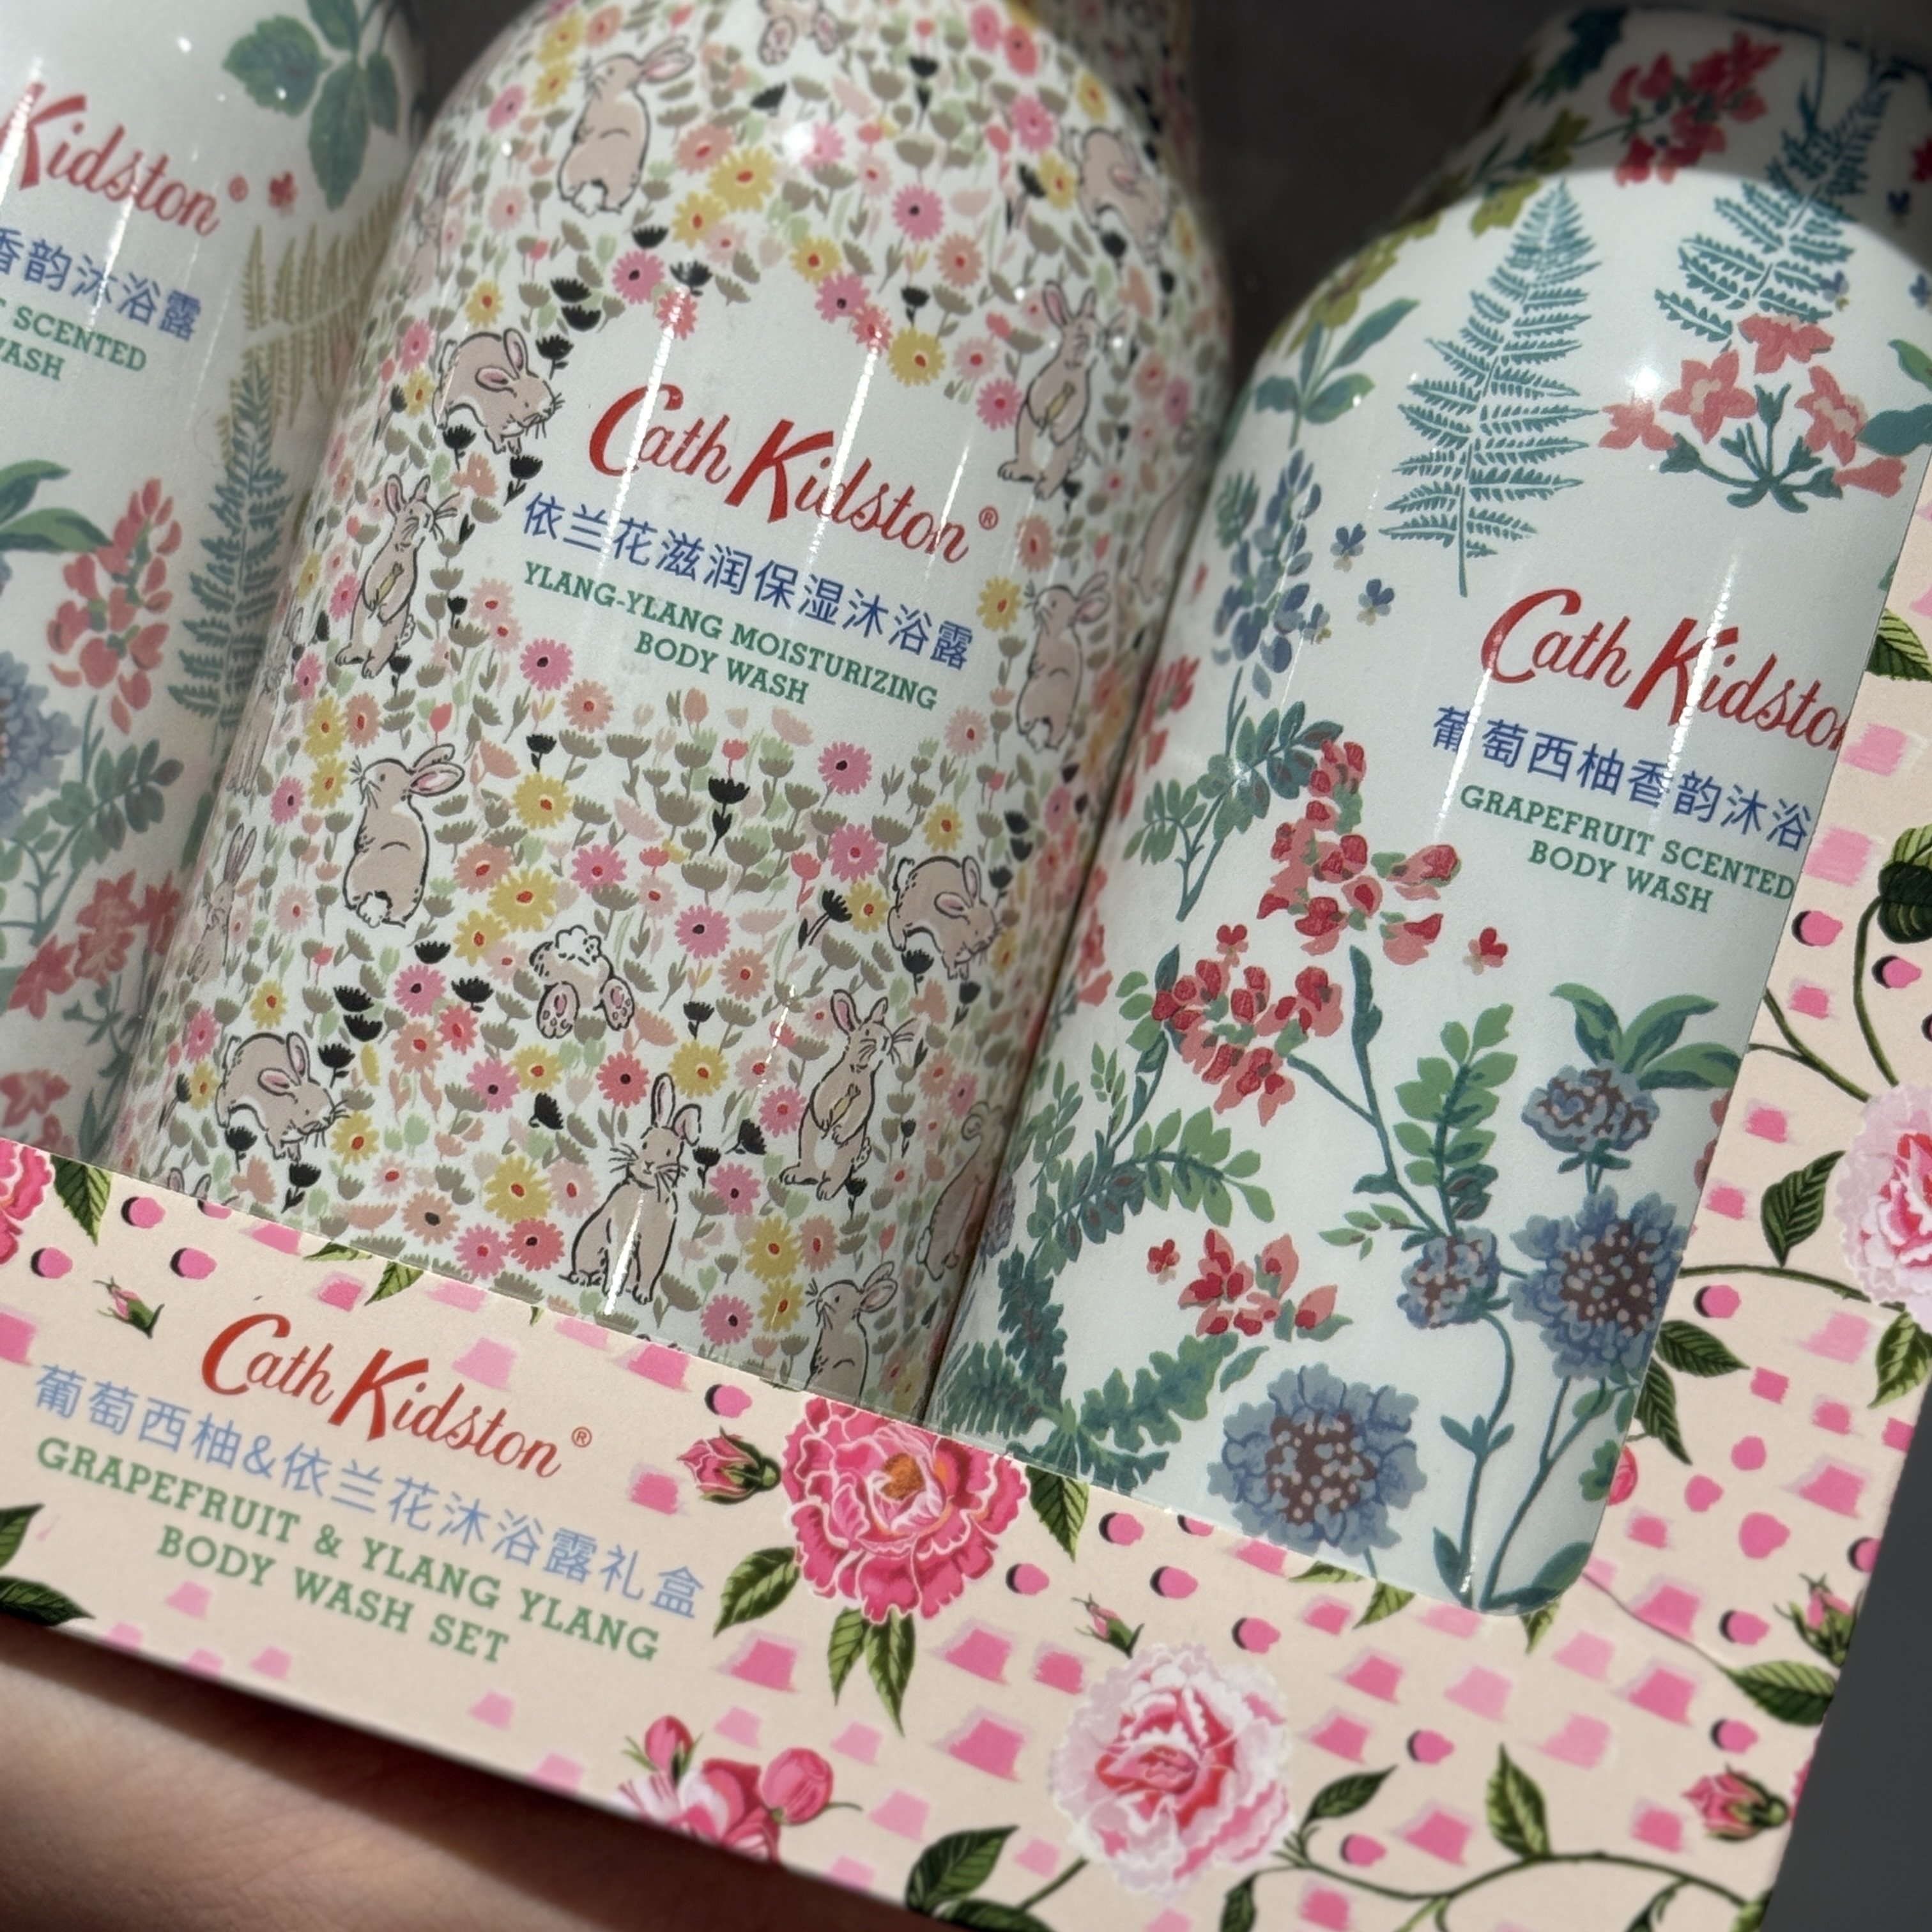 Kidston®
香韵沐浴露
SCENTED
Cath Kidston®
依兰花滋润保湿沐浴露
YLANG-YLANG MOISTURIZING
BODY WASH
Cath Kidsto
葡萄西柚香韵沐浴
GRAPEFRUIT SCENTED
BODY WASH
Cath Kidston®
葡萄西柚&依兰花沐浴露礼盒
GRAPEFRUIT & YLANG YLANG
BODY WASH SET